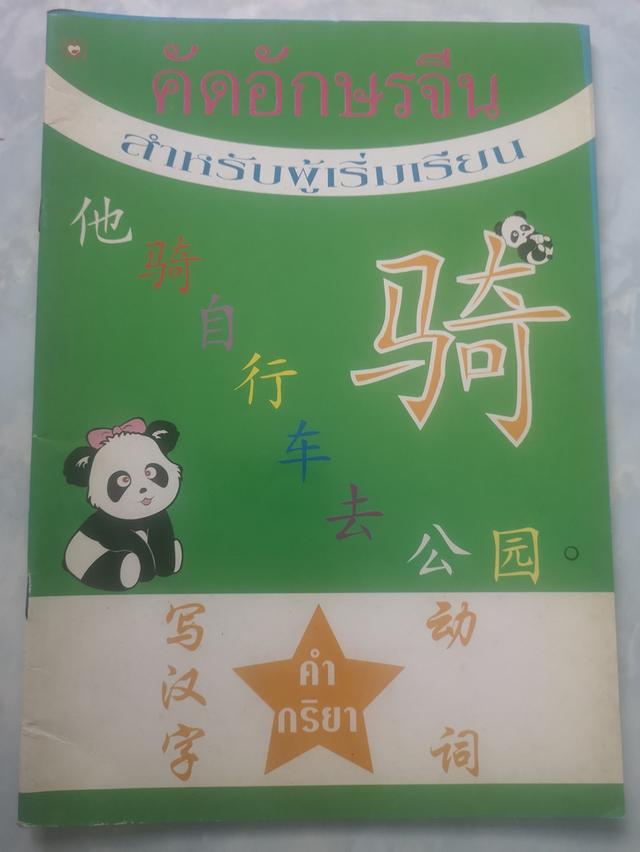 คัดอักษรจีน
สำหรับผู้เริ่มเรียน
他骑自行车去公园。
骑
写汉字
คำ
กริยา
动词